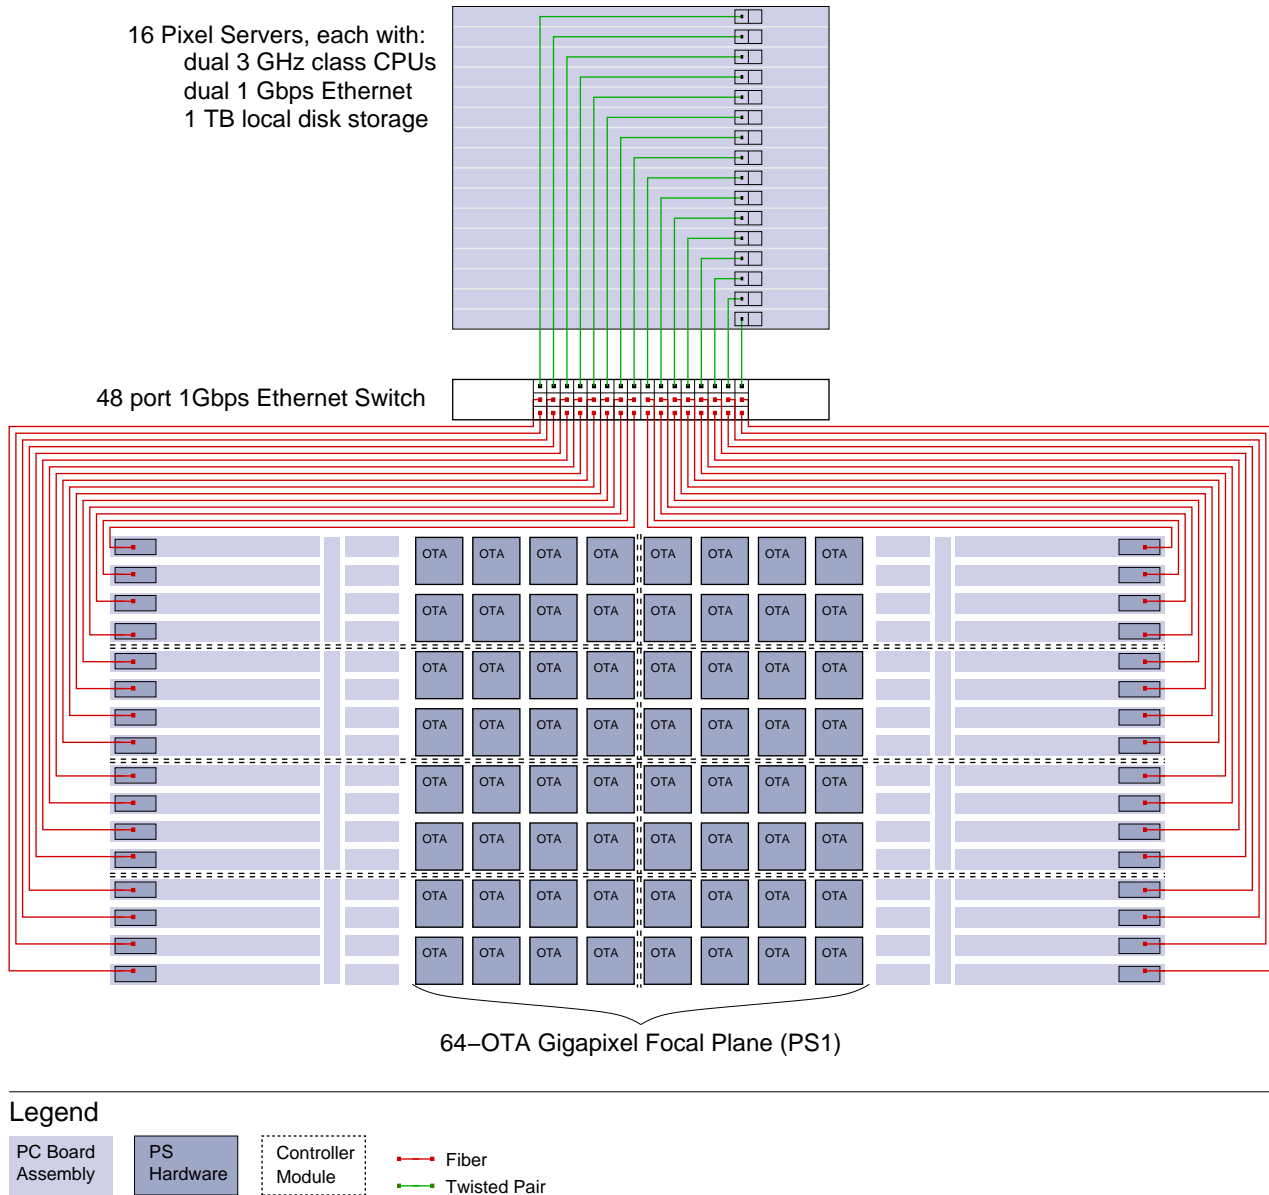 16 Pixel Servers, each with:
dual 3 GHz class CPUs
dual 1 Gbps Ethernet
1 TB local disk storage
48 port 1Gbps Ethernet Switch
OTA OTA OTA OTA OTA OTA OTA OTA
OTA OTA OTA OTA OTA OTA OTA OTA
OTA OTA OTA OTA OTA OTA OTA OTA
OTA OTA OTA OTA OTA OTA OTA OTA
OTA OTA OTA OTA OTA OTA OTA OTA
OTA OTA OTA OTA OTA OTA OTA OTA
OTA OTA OTA OTA OTA OTA OTA OTA
OTA OTA OTA OTA OTA OTA OTA OTA
64–OTA Gigapixel Focal Plane (PS1)
Legend
PC Board
Assembly
PS
Hardware
Controller
Module
Fiber
Twisted Pair